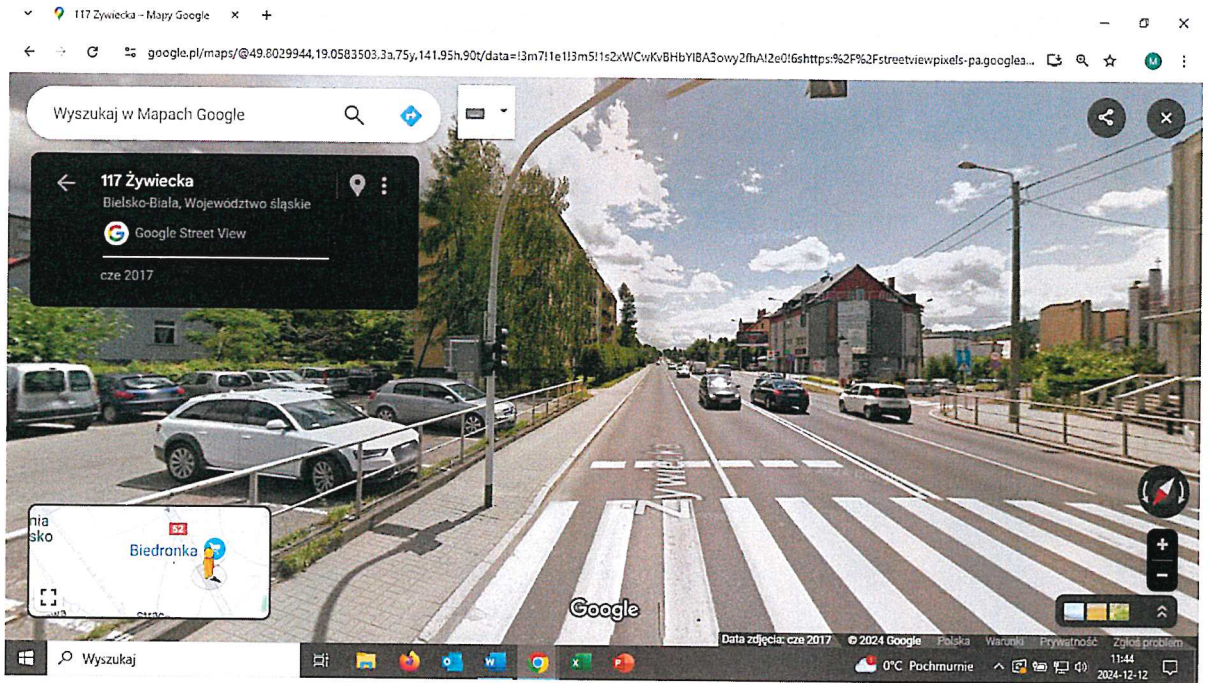 117 Żywiecka – Mapy Google
google.pl/maps/@49.8029944,19.0583503,3a,75y,141.95h,90t/data=!3m7!1e1!3m5!1s2xWCwKvBHbYIBA3owy2fhA!2e0!6shttps:%2F%2Fstreetviewpixels-pa.googlea...
M
Wyszukaj w Mapach Google
117 Żywiecka
Bielsko-Biała, Województwo śląskie
Google Street View
cze 2017
Żywiecka
nia
sko
52
Biedronka
Google
Data zdjęcia: cze 2017 © 2024 Google Polska Warunki Prywatność Zgłoś problem
Wyszukaj
0°C Pochmurnie
11:44
2024-12-12